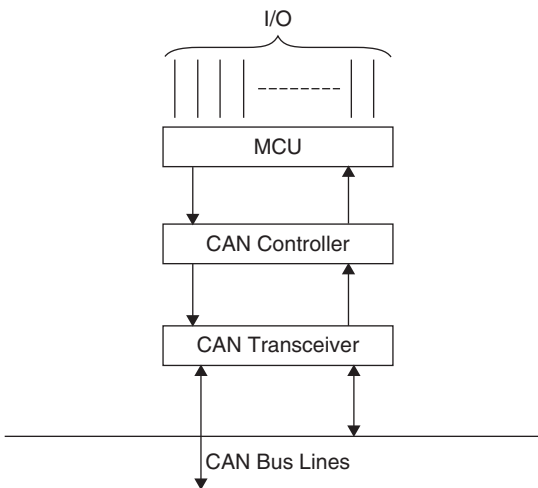 I/O
MCU
CAN Controller
CAN Transceiver
CAN Bus Lines